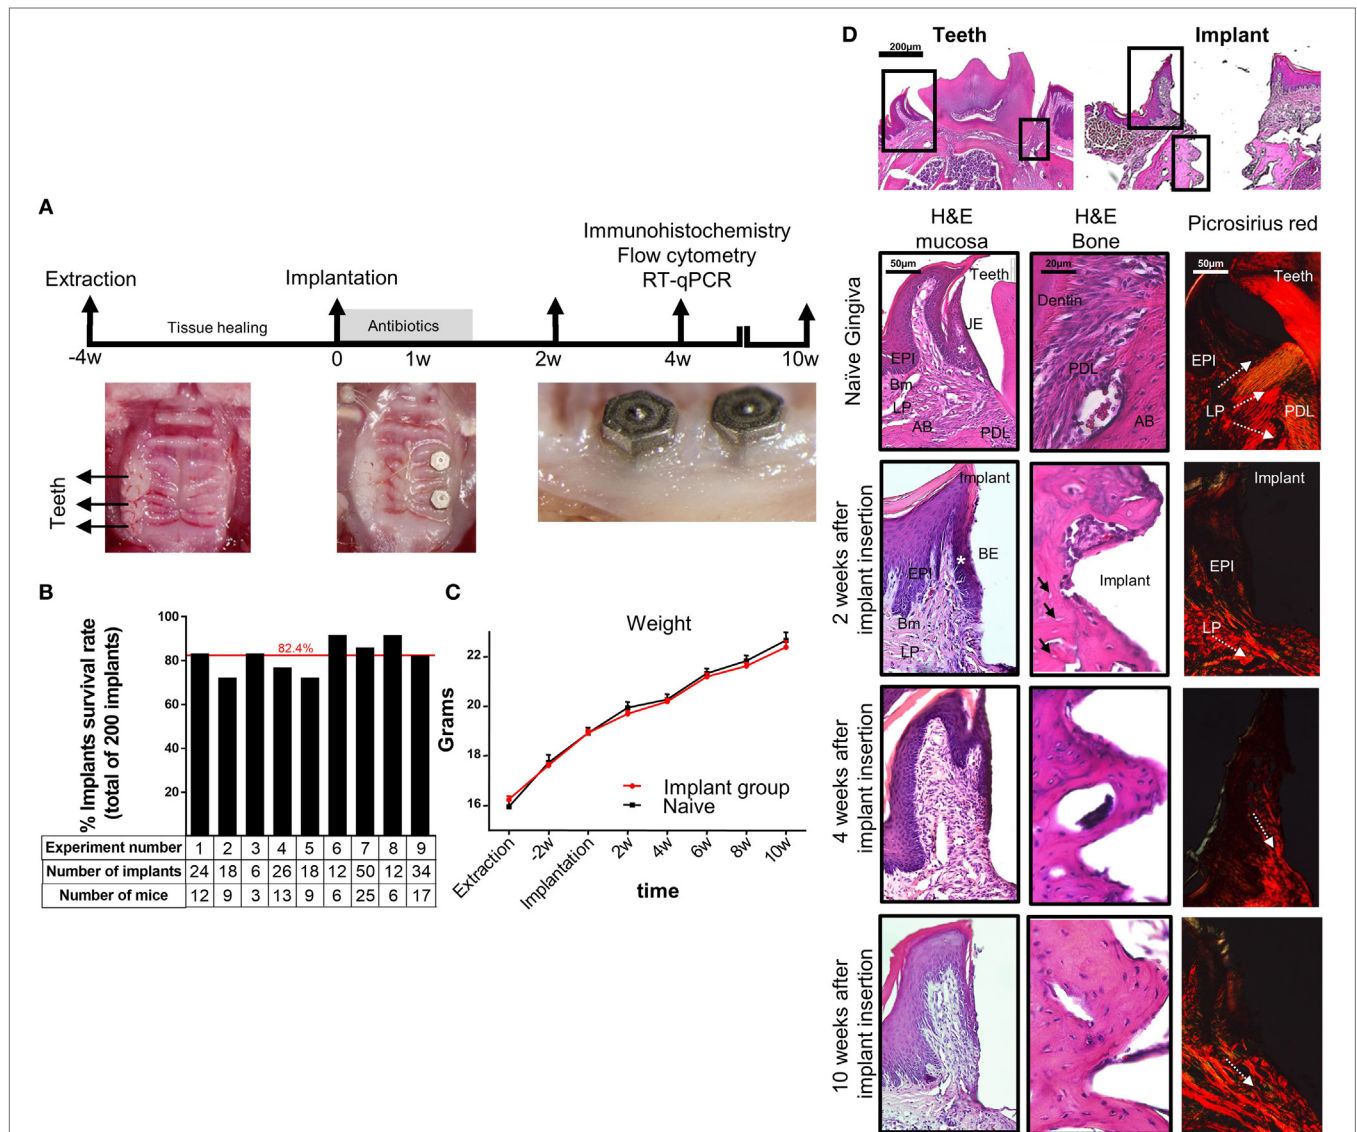 A
Immunohistochemistry
Flow cytometry
RT-qPCR
Extraction
Implantation
Tissue healing
Antibiotics
-4w
0
1w
2w
4w
10w
Teeth
B
% Implants survival rate
(total of 200 implants)
100
80
60
40
20
82.4%
Experiment number 1 2 3 4 5 6 7 8 9
Number of implants 24 18 6 26 18 12 50 12 34
Number of mice 12 9 3 13 9 6 25 6 17
C
Weight
Grams
22
20
18
16
Implant group
Naive
Extraction
-2w
Implantation
2w
4w
6w
8w
10w
time
D
Teeth
Implant
200µm
H&E
mucosa
H&E
Bone
Picrosirius red
Naïve Gingiva
50µm
Teeth
JE
*
EPI
Bm
LP
AB
PDL
20µm
Dentin
PDL
AB
50µm
Teeth
EPI
LP
PDL
2 weeks after
implant insertion
Implant
BE
*
EPI
Bm
LP
Implant
Implant
EPI
LP
4 weeks after
implant insertion
10 weeks after
implant insertion